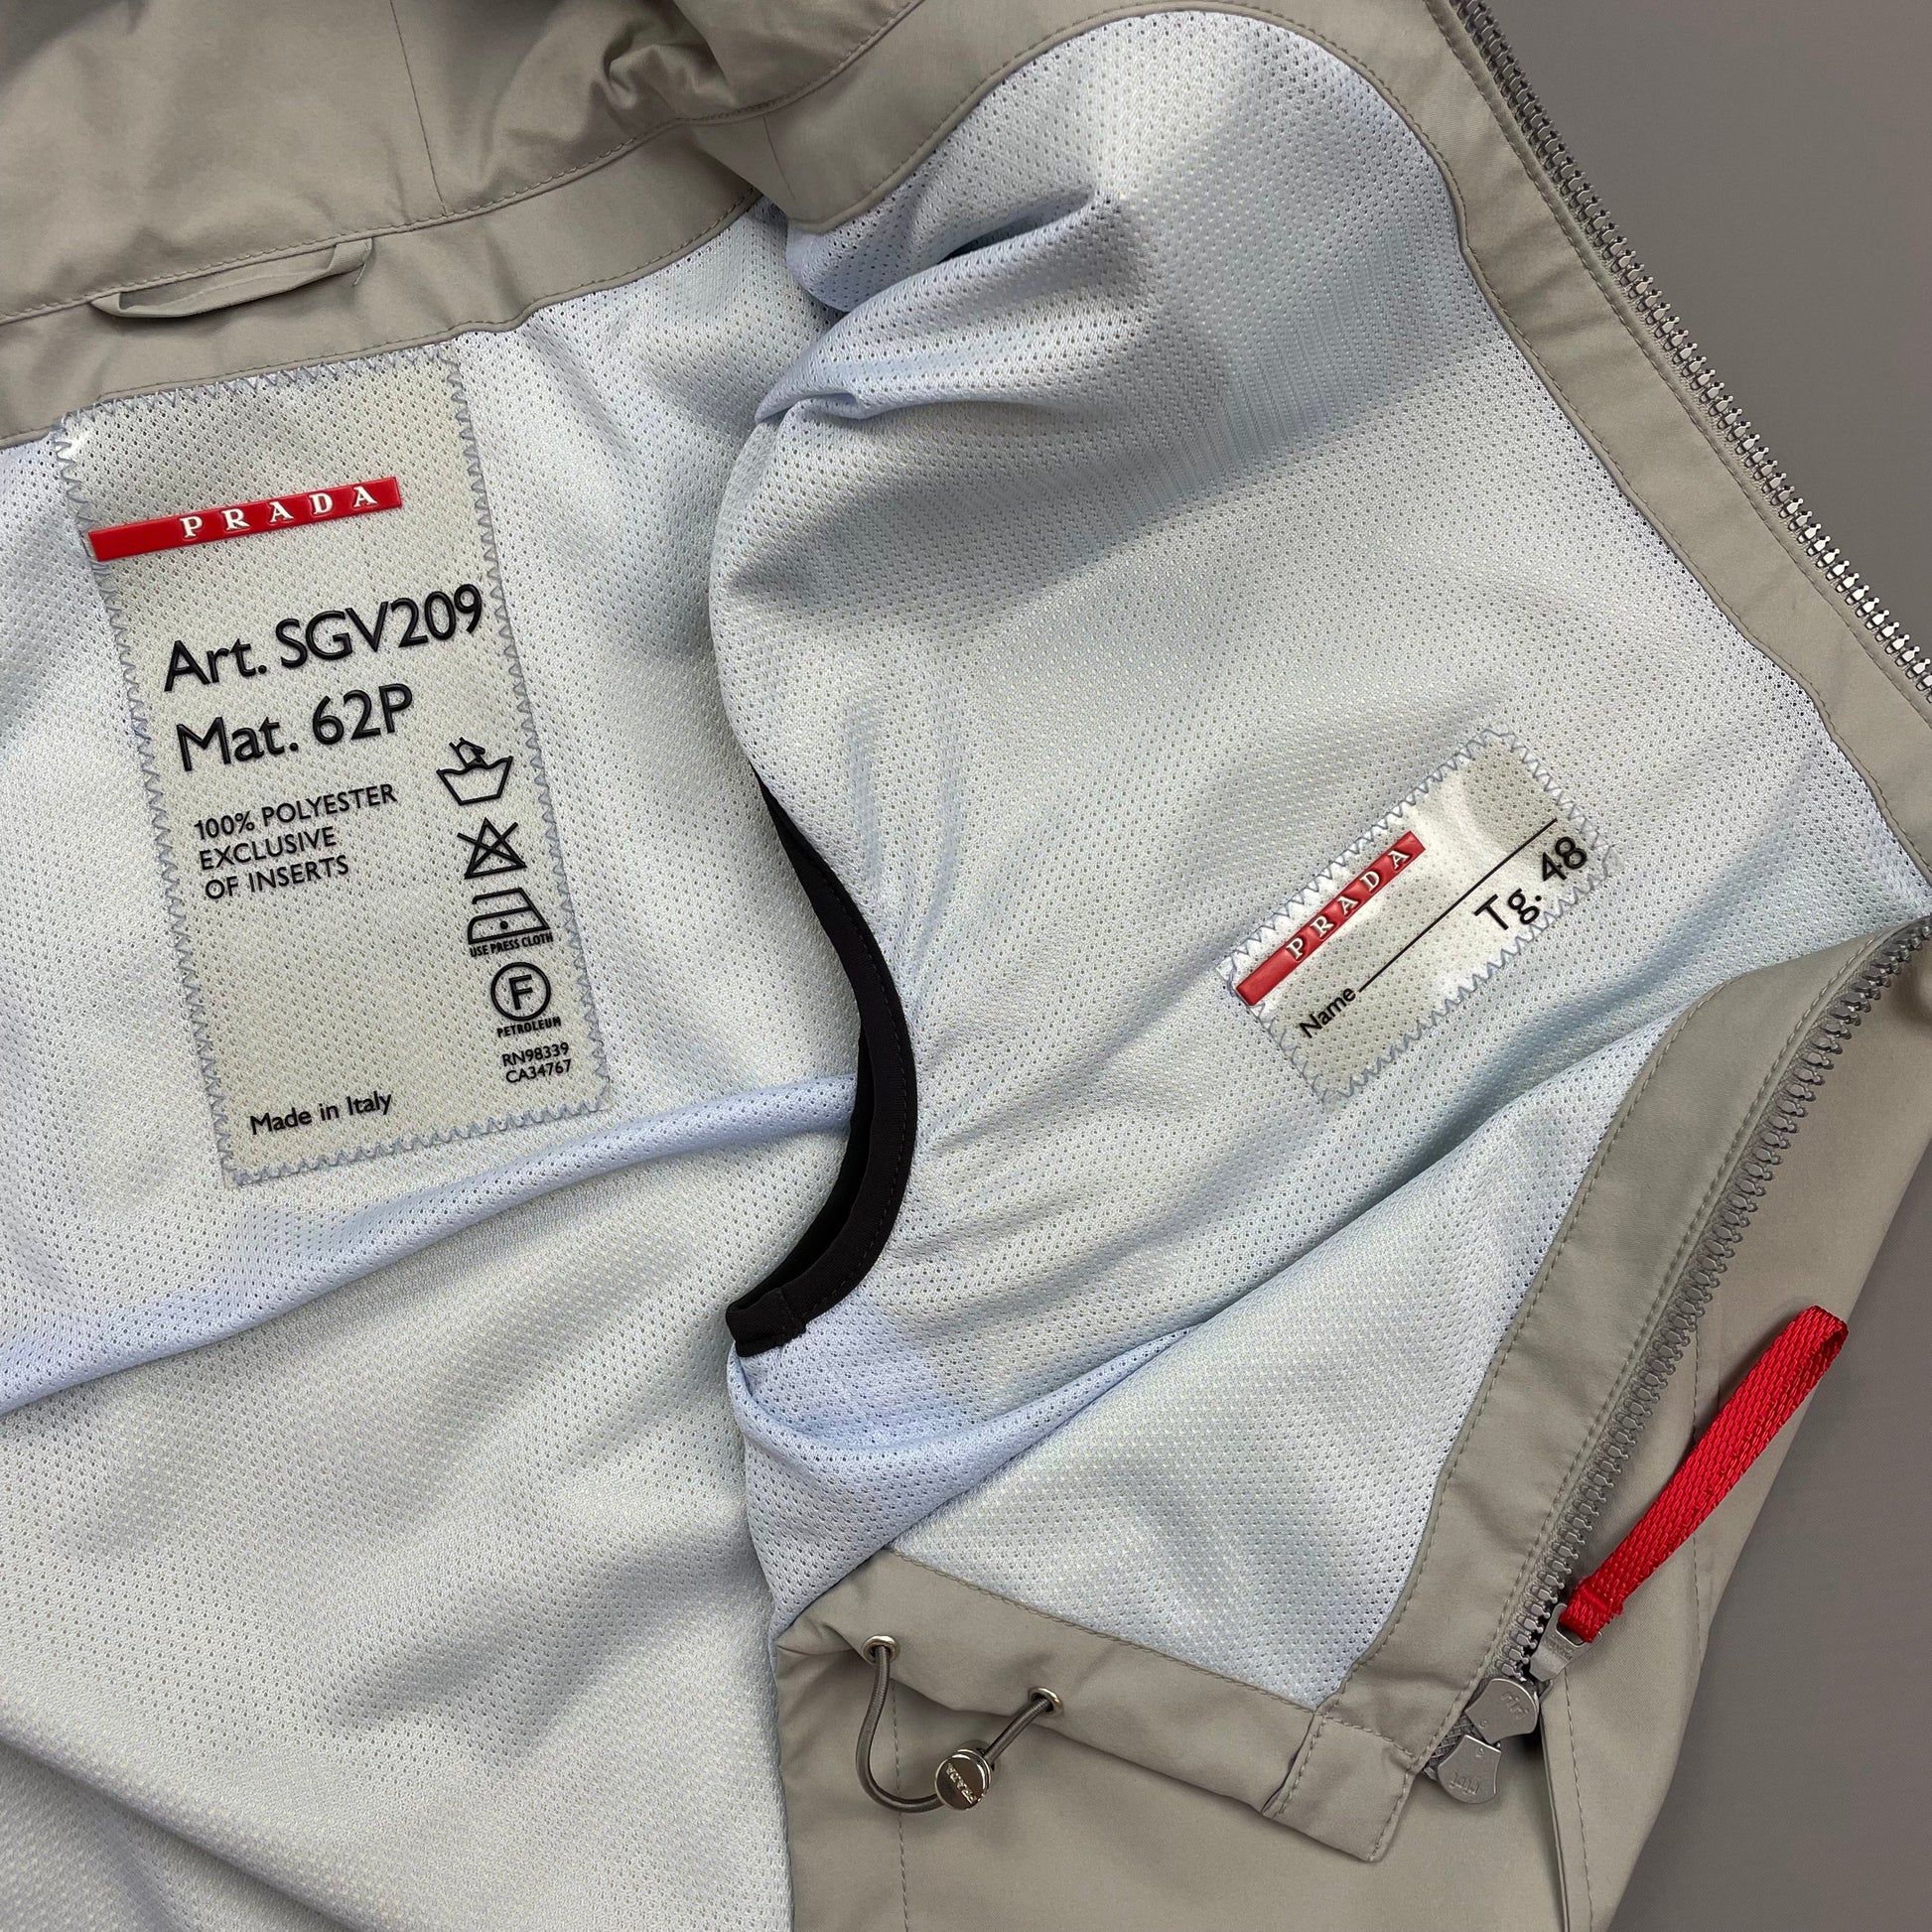 PRADA
Art. SGV209
Mat. 62P
100% POLYESTER
EXCLUSIVE
OF INSERTS
USE PRESS CLOTH
F
PETROLEUM
RN98339
CA34767
Made in Italy
PRADA
Name
Tg. 48
PRADA